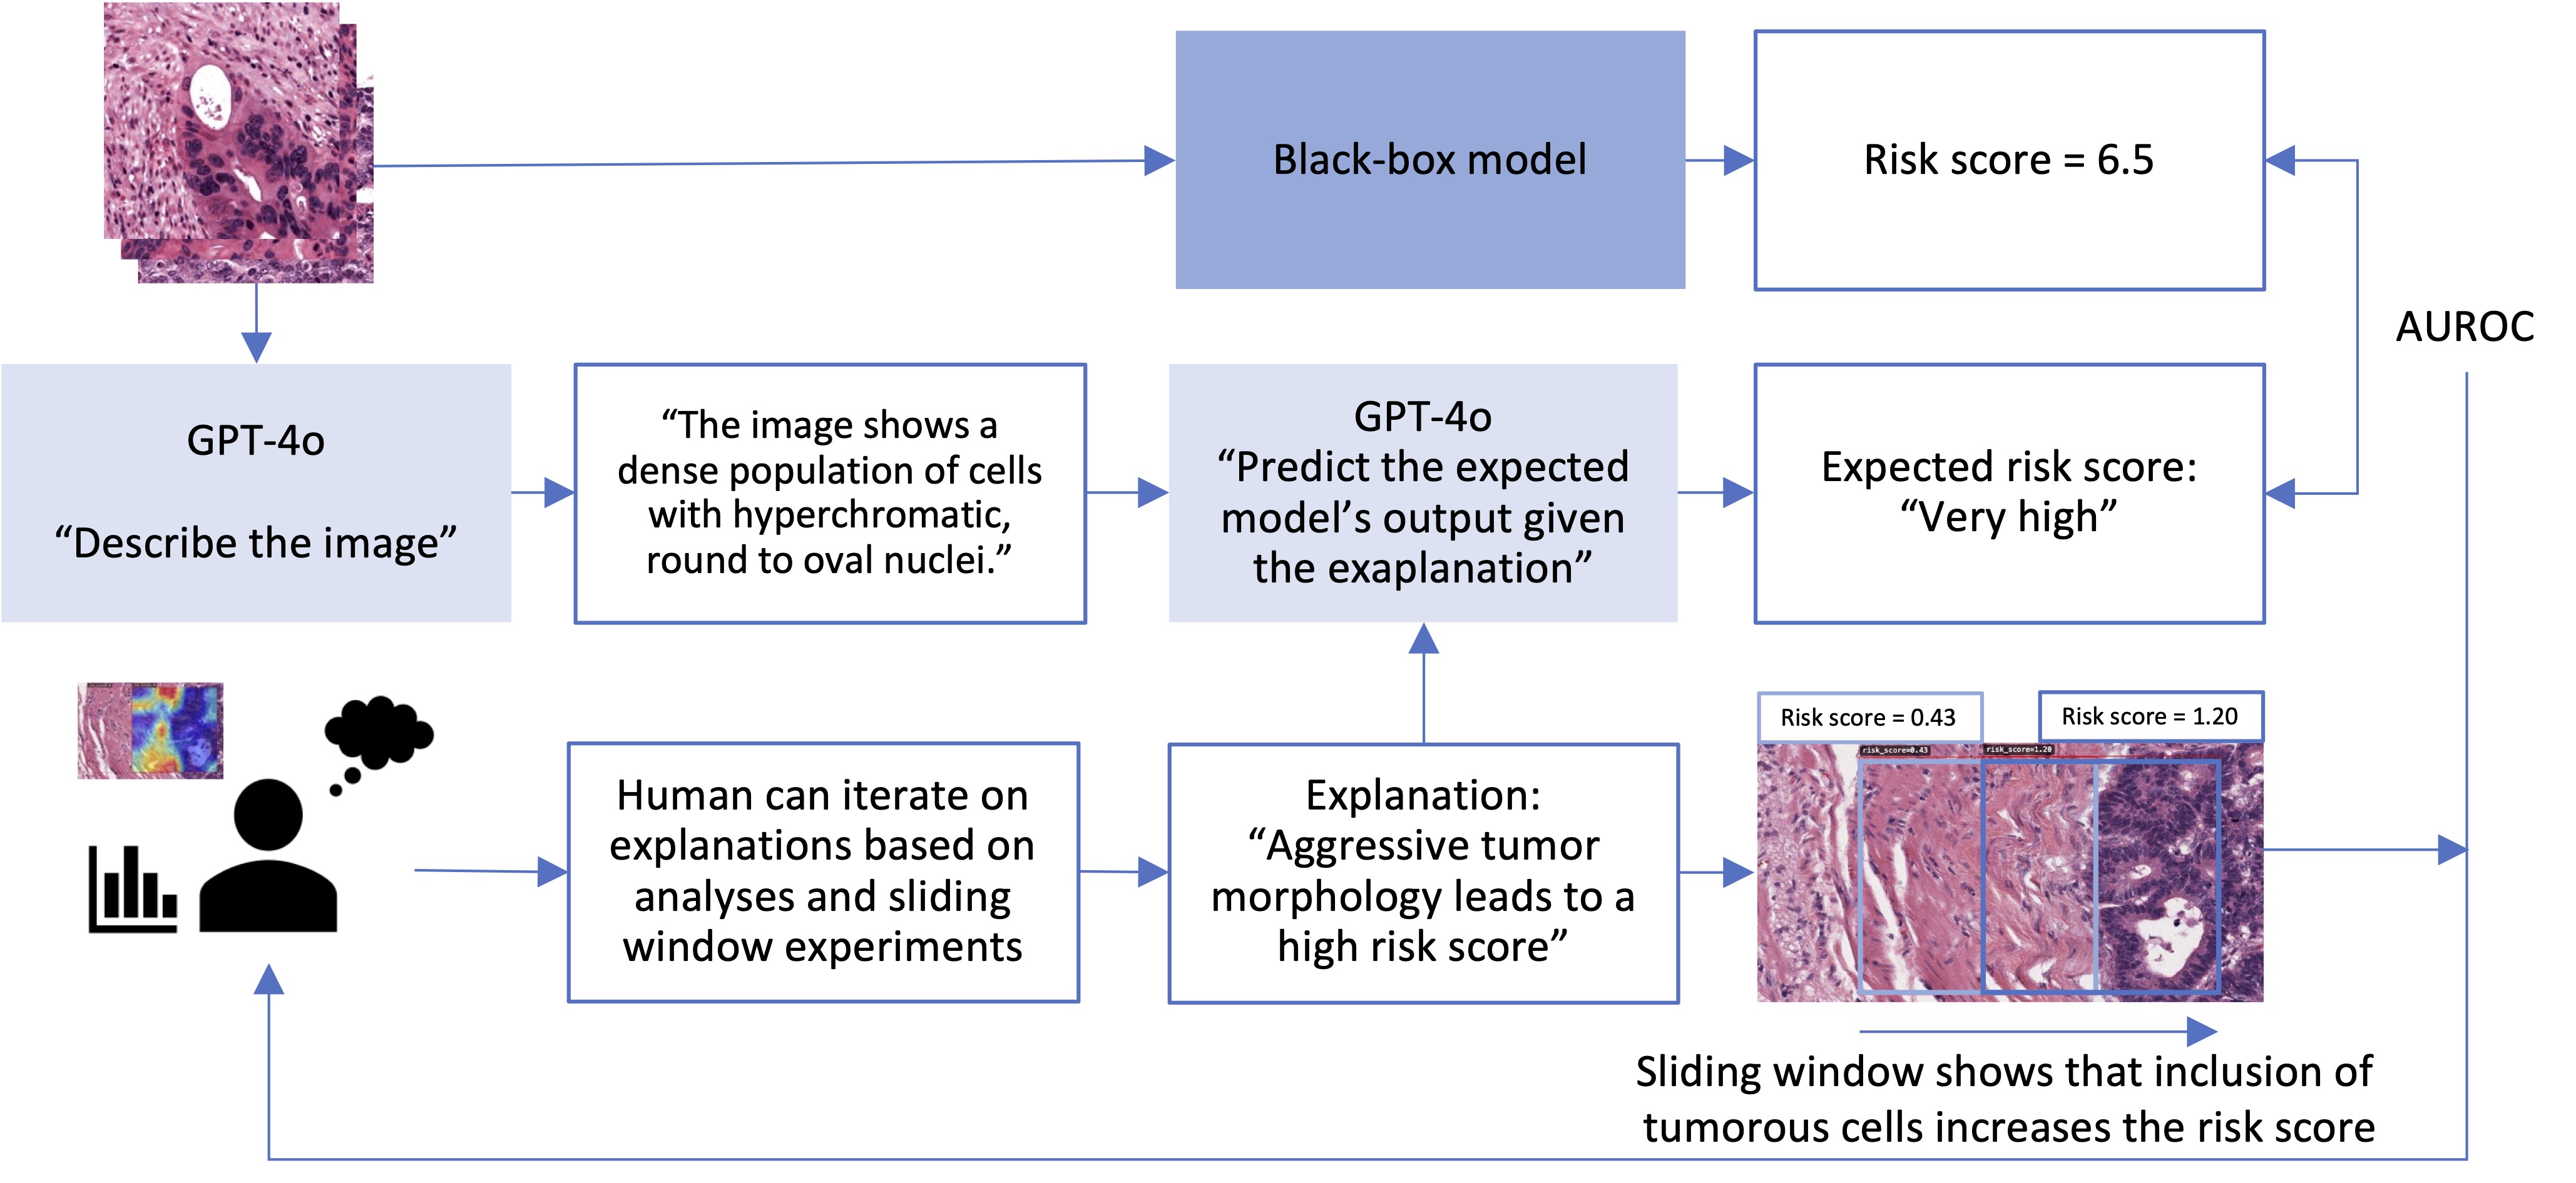 Black-box model
Risk score = 6.5
AUROC
GPT-4o
“Describe the image”
“The image shows a
dense population of cells
with hyperchromatic,
round to oval nuclei.”
GPT-4o
“Predict the expected
model’s output given
the exaplanation”
Expected risk score:
“Very high”
Human can iterate on
explanations based on
analyses and sliding
window experiments
Explanation:
“Aggressive tumor
morphology leads to a
high risk score”
Risk score = 0.43
Risk score = 1.20
risk_score=0.43
risk_score=1.20
Sliding window shows that inclusion of
tumorous cells increases the risk score